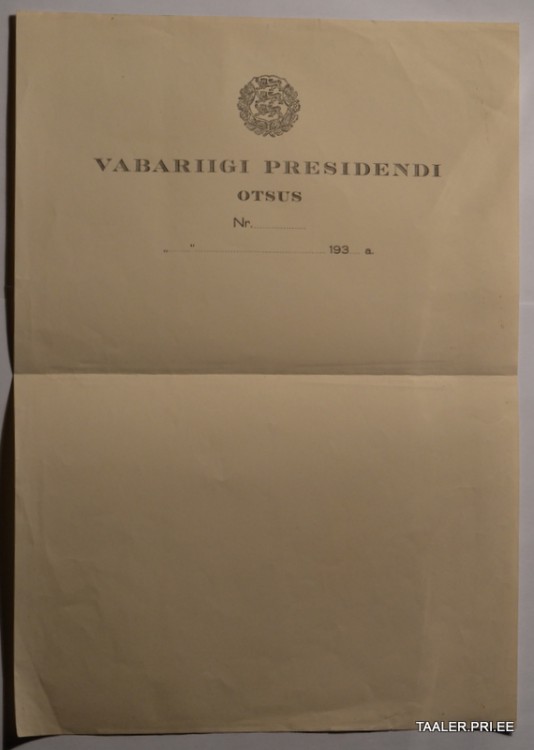 VABARIIGI PRESIDENDI
OTSUS
Nr.............
„......" ........................................ 193.... a.
TAALER.PRI.EE